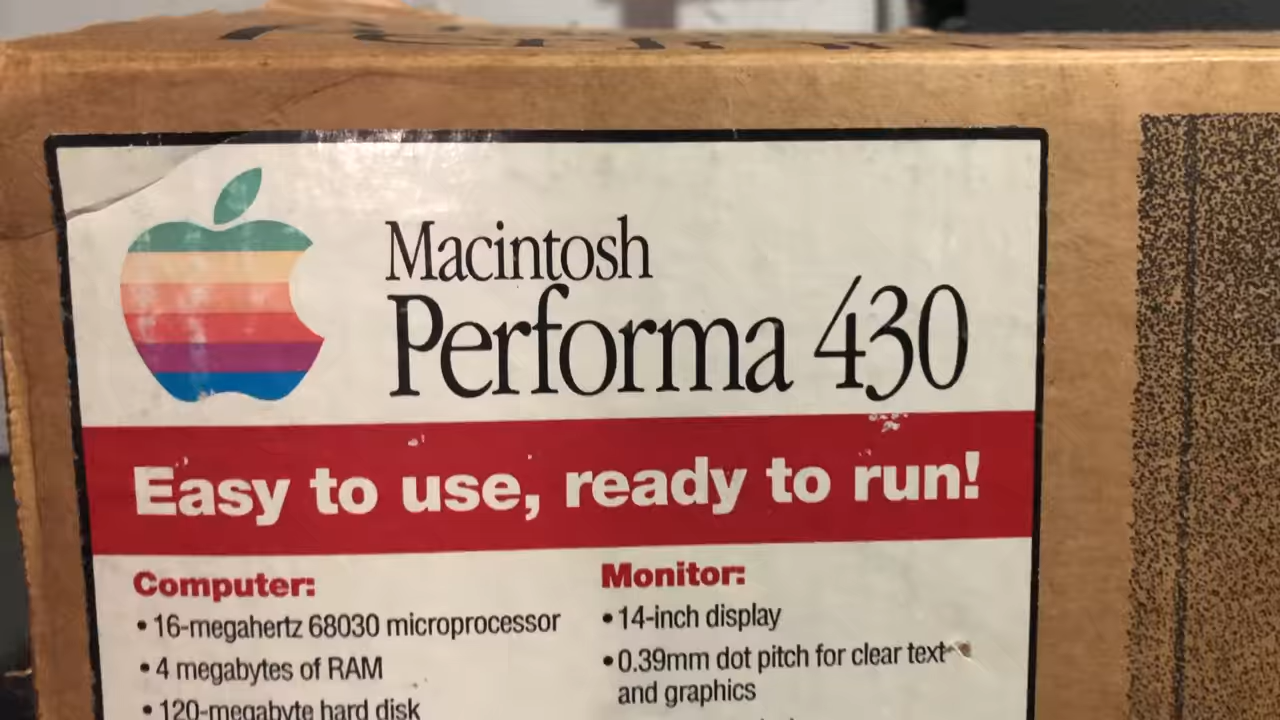 Macintosh
Performa 430
Easy to use, ready to run!
Computer:
• 16-megahertz 68030 microprocessor
• 4 megabytes of RAM
• 120-megabyte hard disk
Monitor:
• 14-inch display
• 0.39mm dot pitch for clear text
and graphics